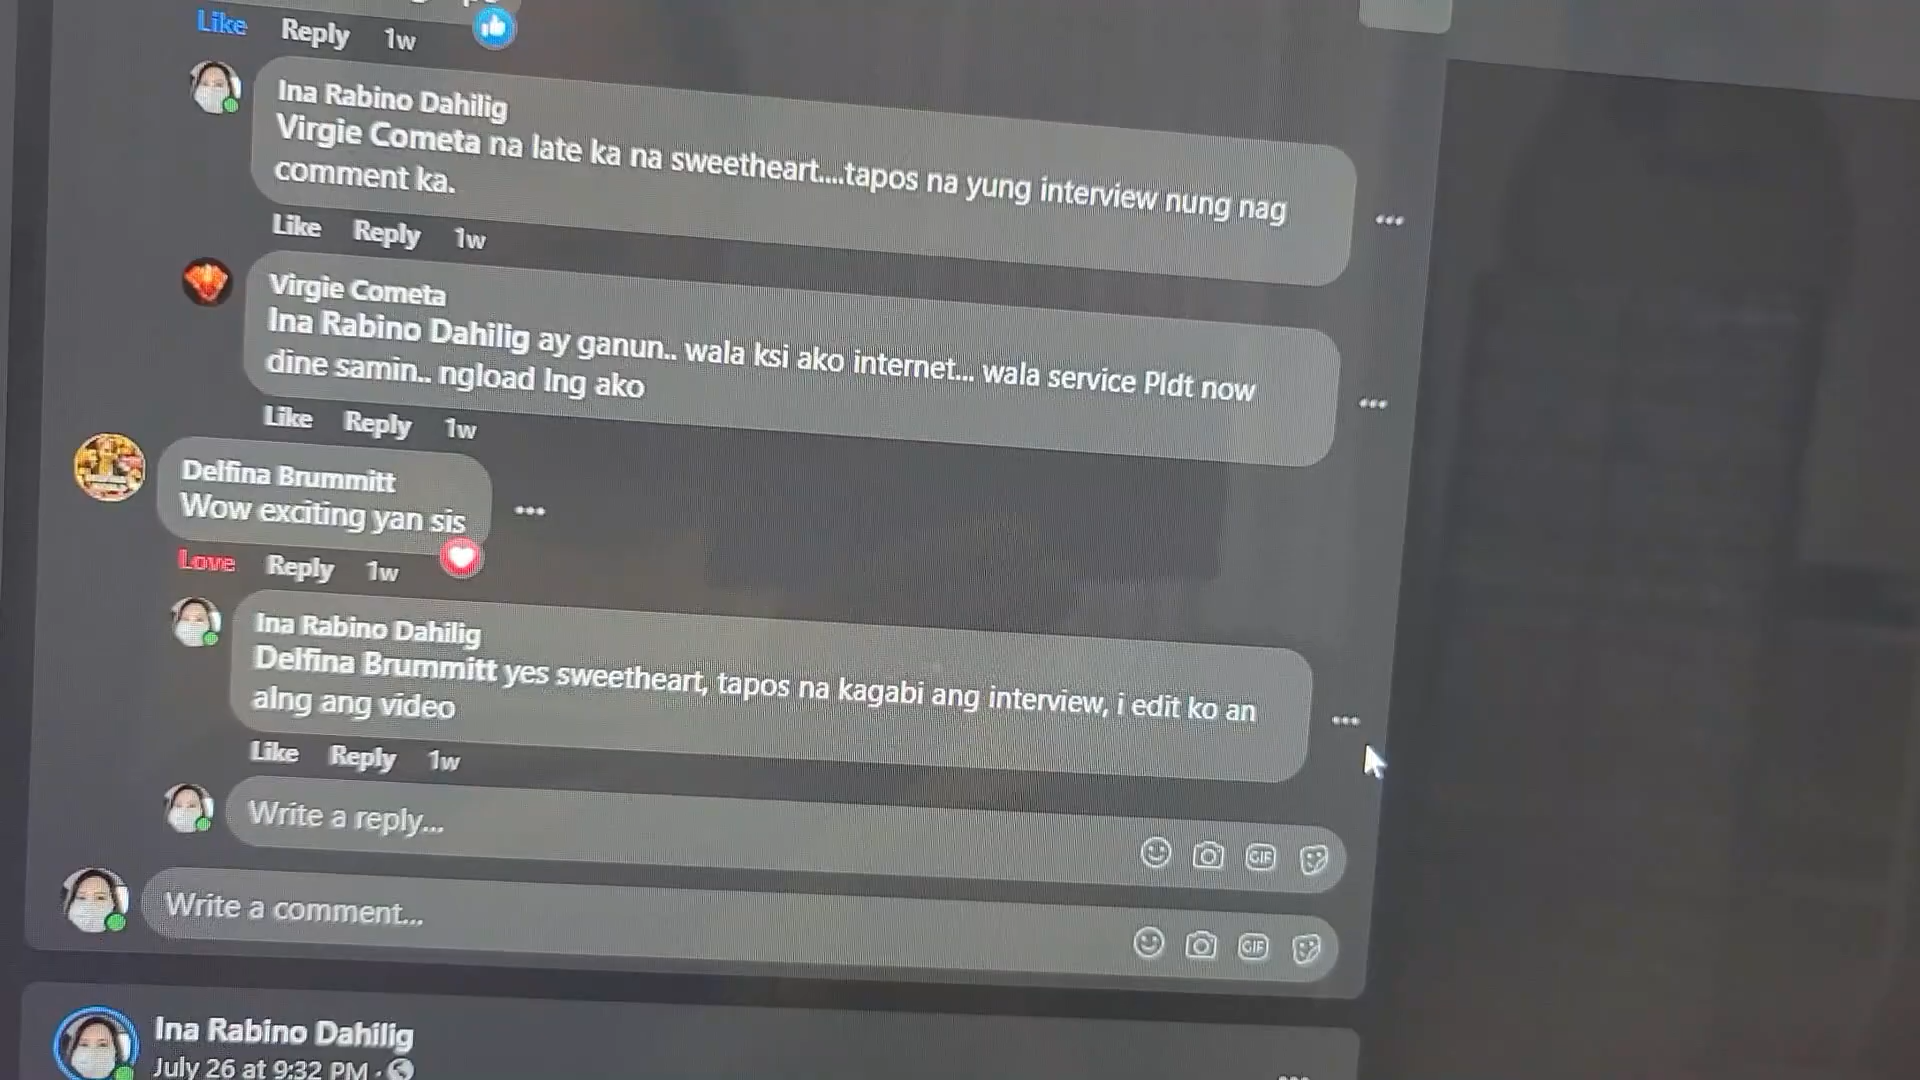 Like Reply 1w
Ina Rabino Dahilig
Virgie Cometa na late ka na sweetheart....tapos na yung interview nung nag
comment ka.
Like Reply 1w
Virgie Cometa
Ina Rabino Dahilig ay ganun.. wala ksi ako internet... wala service Pldt now
dine samin.. ngload lng ako
Like Reply 1w
Delfina Brummitt
Wow exciting yan sis
Love Reply 1w
Ina Rabino Dahilig
Delfina Brummitt yes sweetheart, tapos na kagabi ang interview, i edit ko an
alng ang video
Like Reply 1w
Write a reply...
GIF
Write a comment...
GIF
Ina Rabino Dahilig
July 26 at 9:32 PM ·